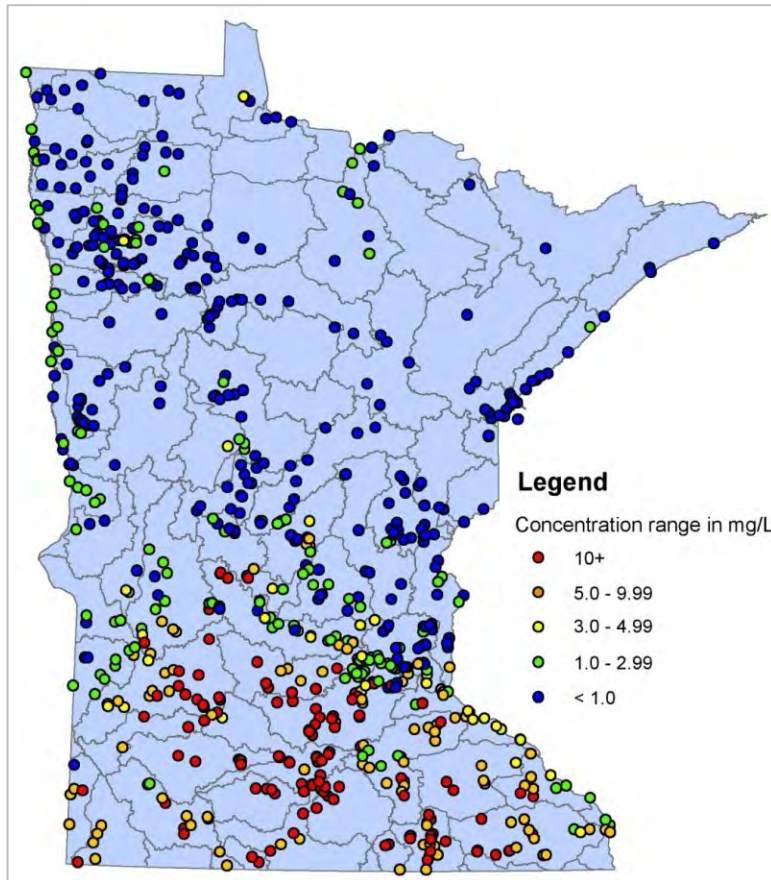 Legend
Concentration range in mg/L
10+
5.0 - 9.99
3.0 - 4.99
1.0 - 2.99
< 1.0